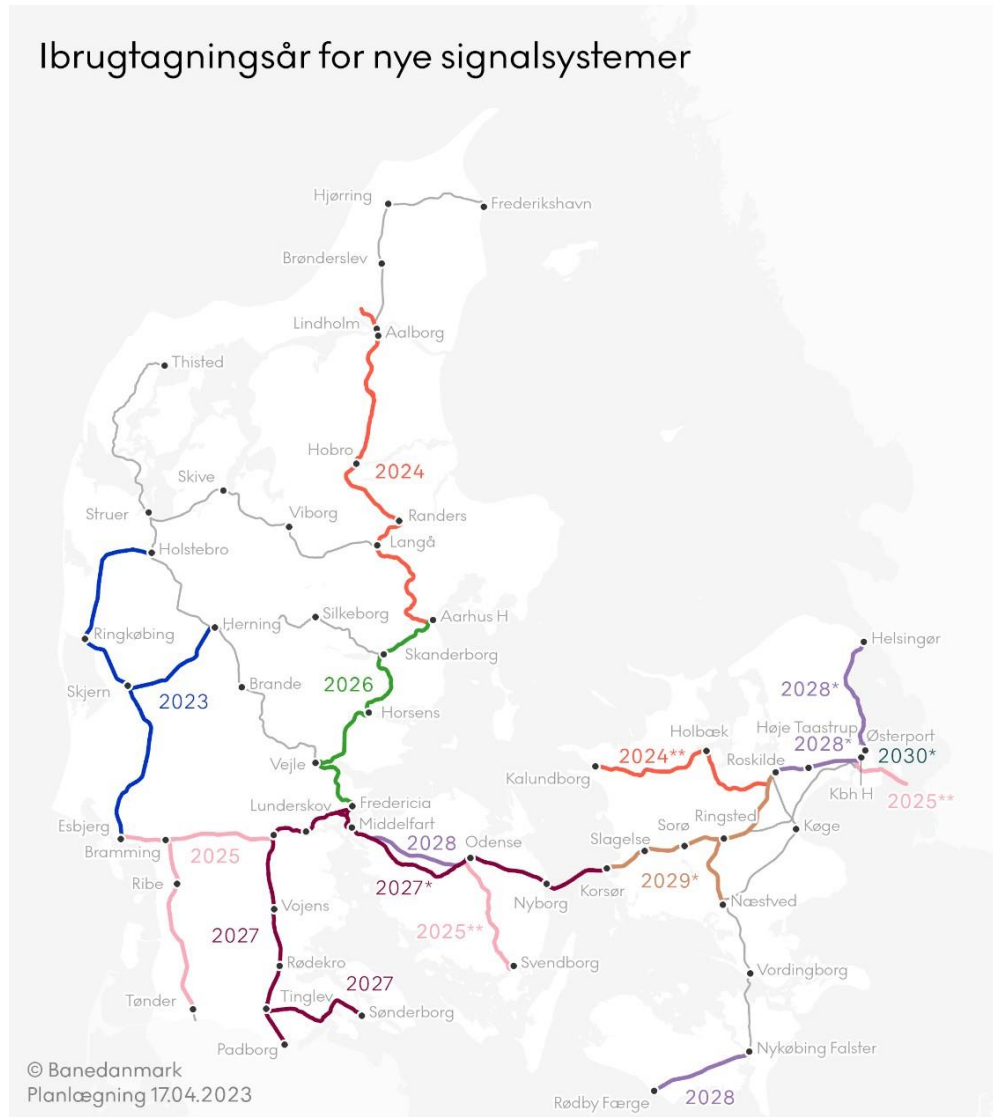 Ibrugtagningsår for nye signalsystemer
Hjørring
Frederikshavn
Brønderslev
Lindholm
Aalborg
Thisted
Hobro
2024
Skive
Struer
Viborg
Randers
Langå
Holstebro
Silkeborg
Aarhus H
Herning
Ringkøbing
Skanderborg
Helsingør
Skjern
2023
Brande
2026
Horsens
2028*
Høje Taastrup
Østerport
Holbæk
2028*
2030*
2024**
Roskilde
Kalundborg
Kbh H
2025**
Vejle
Lunderskov
Fredericia
Middelfart
Esbjerg
Bramming
2025
2028
Odense
Slagelse
Sorø
Ringsted
Køge
2027*
Korsør
2029*
Nyborg
Næstved
Ribe
Vojens
2027
2025**
Svendborg
Rødekro
Vordingborg
2027
Tønder
Tinglev
Sønderborg
Padborg
Nykøbing Falster
Rødby Færge
2028
© Banedanmark
Planlægning 17.04.2023